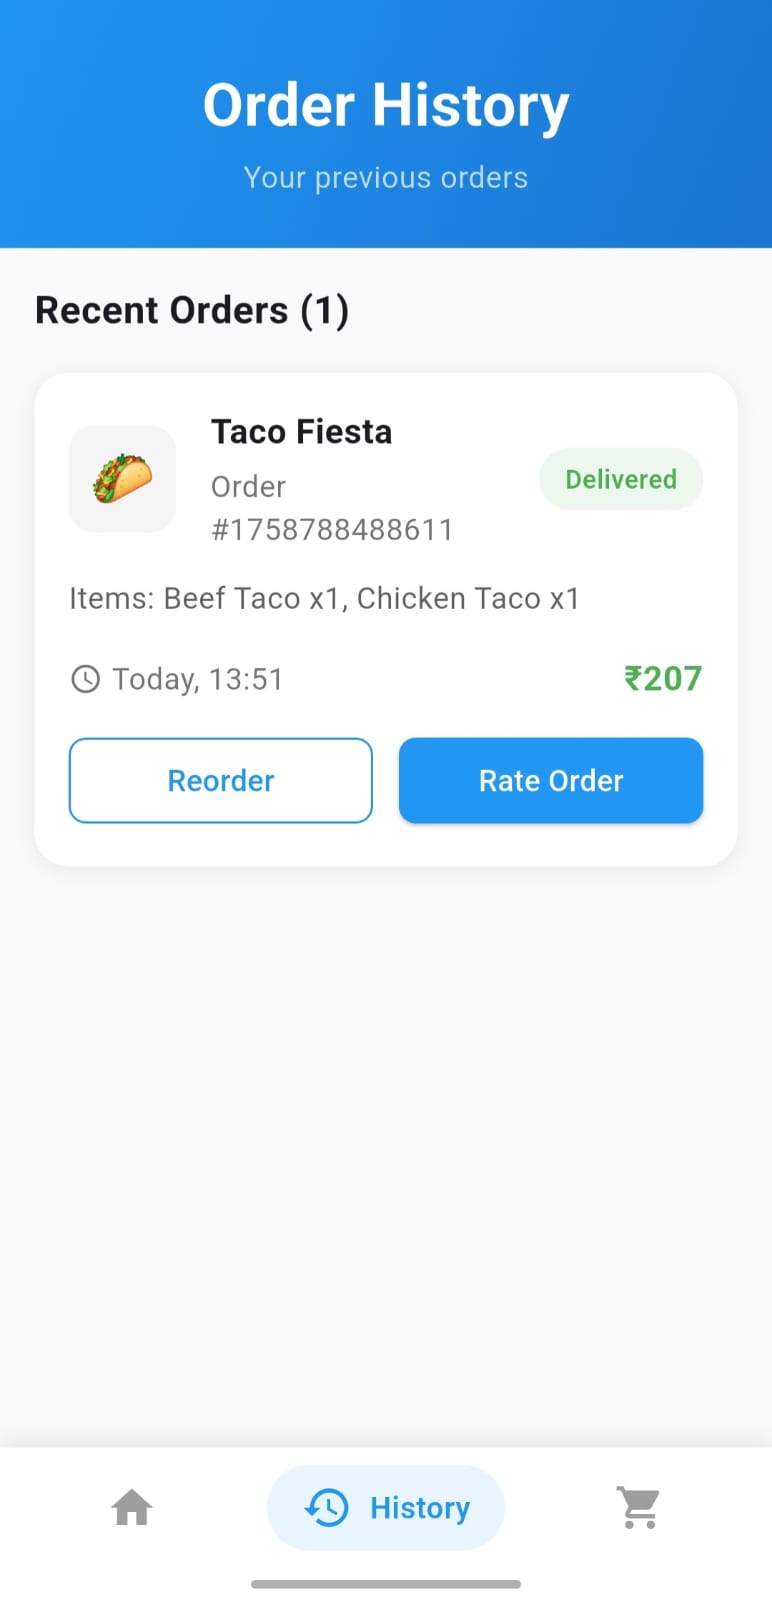 Order History
Your previous orders
Recent Orders (1)
Taco Fiesta
Order
#1758788488611
Delivered
Items: Beef Taco x1, Chicken Taco x1
Today, 13:51
₹207
Reorder
Rate Order
History